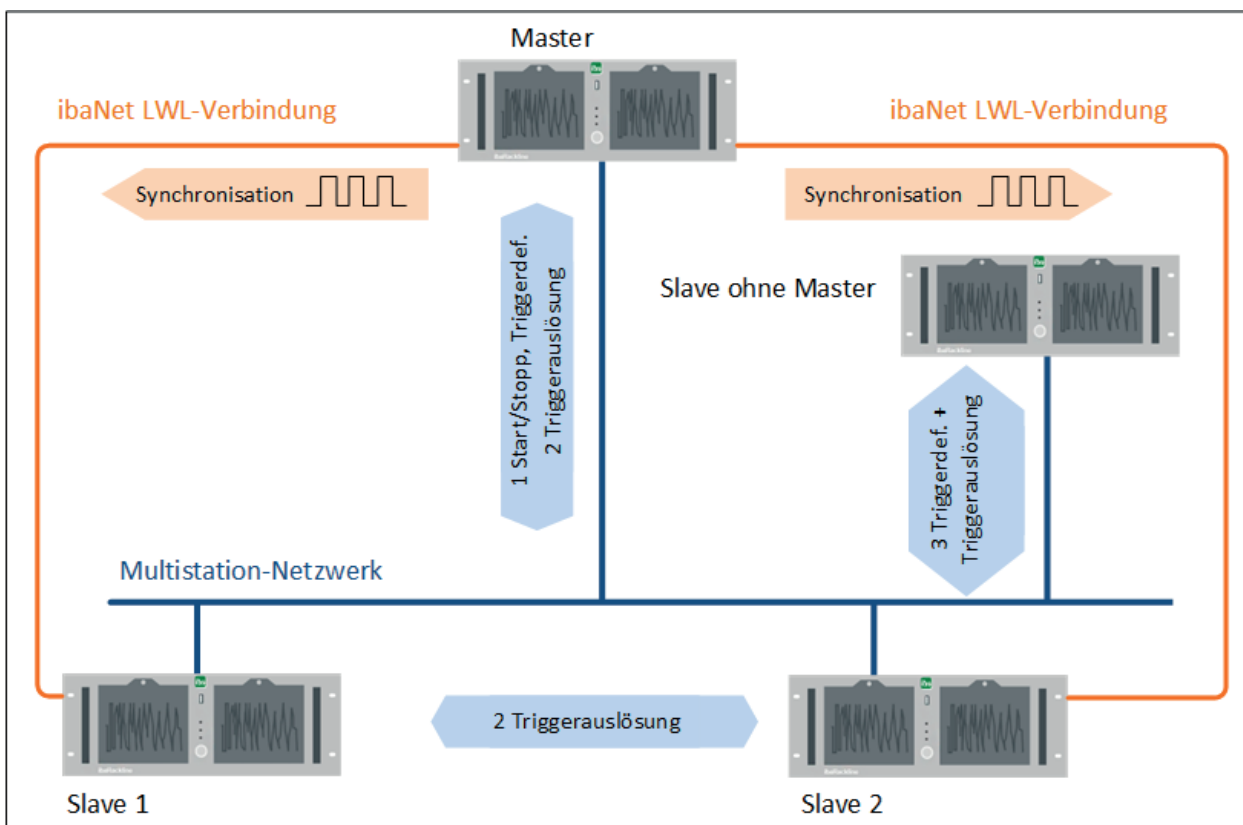 Master
ibaNet LWL-Verbindung
ibaNet LWL-Verbindung
Synchronisation
Synchronisation
1 Start/Stopp, Triggerdef.
2 Triggerauslösung
Slave ohne Master
3 Triggerdef. +
Triggerauslösung
Multistation-Netzwerk
2 Triggerauslösung
Slave 1
Slave 2